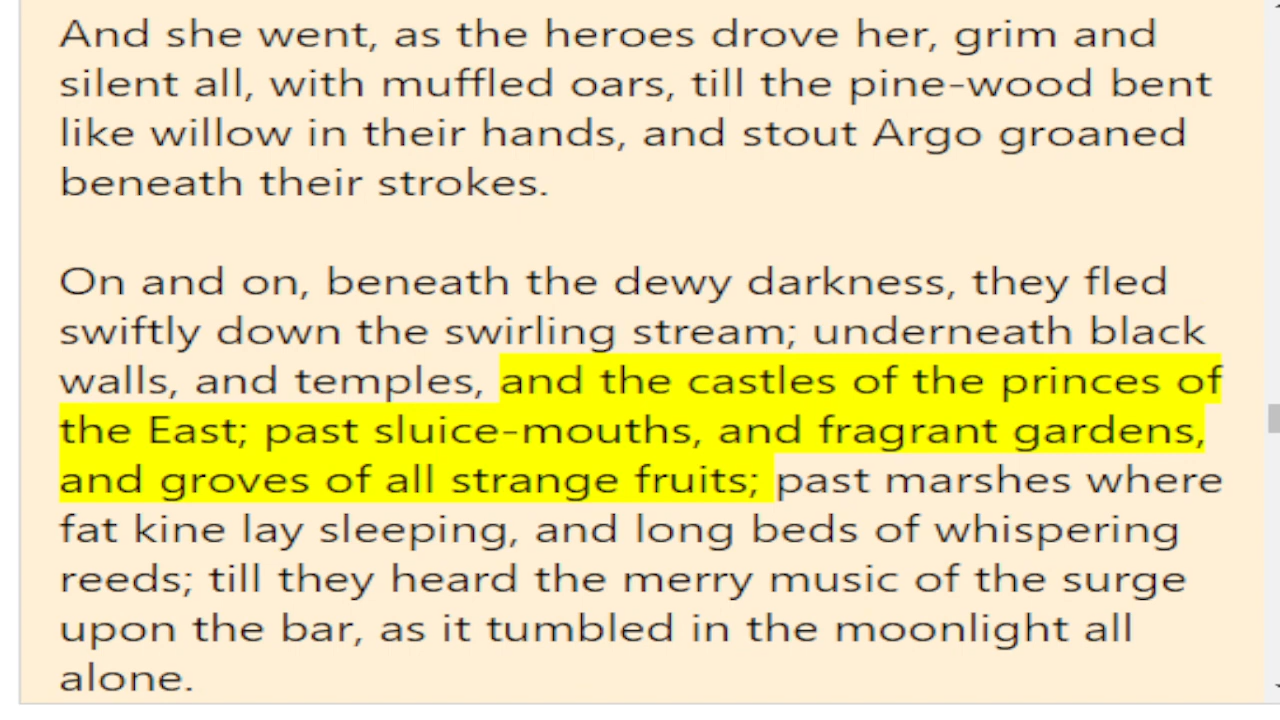 And she went, as the heroes drove her, grim and
silent all, with muffled oars, till the pine-wood bent
like willow in their hands, and stout Argo groaned
beneath their strokes.
On and on, beneath the dewy darkness, they fled
swiftly down the swirling stream; underneath black
walls, and temples, and the castles of the princes of
the East; past sluice-mouths, and fragrant gardens,
and groves of all strange fruits; past marshes where
fat kine lay sleeping, and long beds of whispering
reeds; till they heard the merry music of the surge
upon the bar, as it tumbled in the moonlight all
alone.